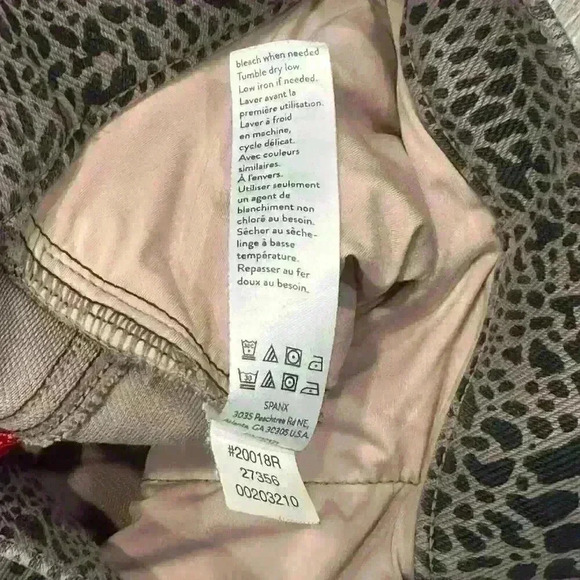 bleach when needed
Tumble dry low.
Low iron if needed.
Laver avant la
première utilisation.
Laver à froid
en machine,
cycle délicat.
Avec couleurs
similaires.
À l'envers.
Utiliser seulement
un agent de
blanchiment non
chloré au besoin.
Sécher au sèche-
linge à basse
température.
Repasser au fer
doux au besoin.
30
SPANX
3035 Peachtree Rd NE,
Atlanta, GA 30305 U.S.A.
#20018R
27356
00203210